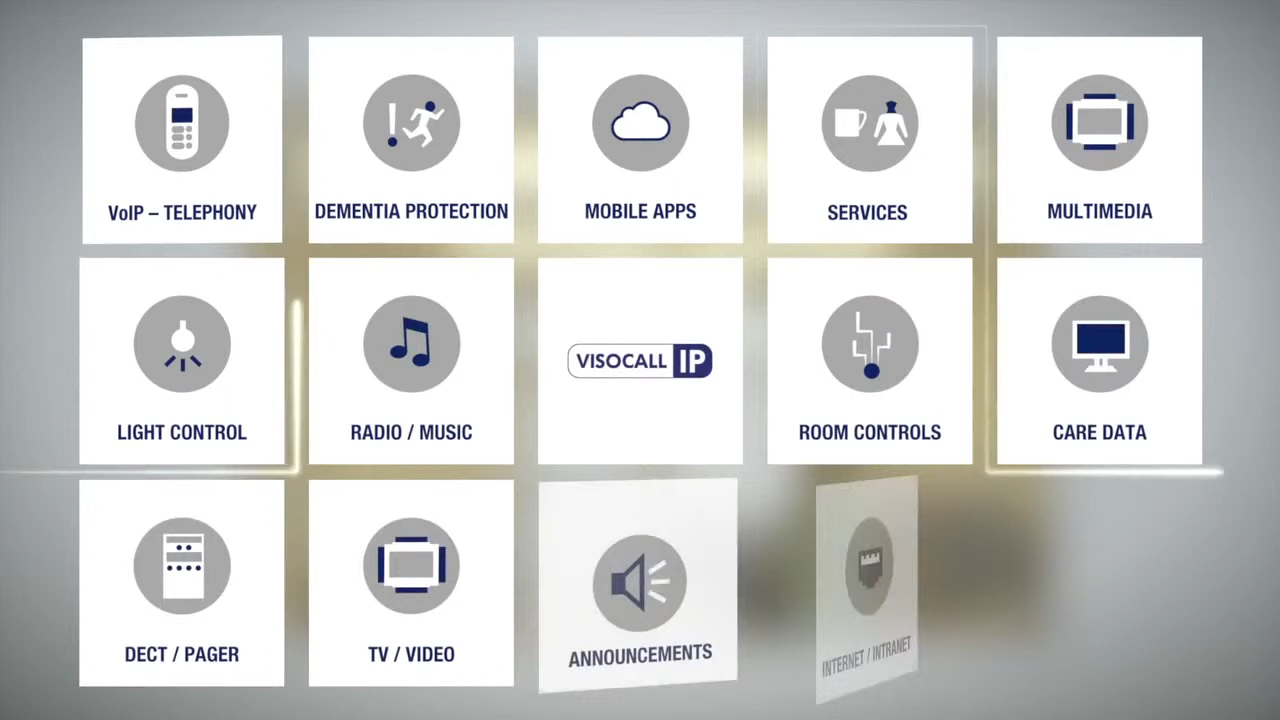 VoIP – TELEPHONY
DEMENTIA PROTECTION
MOBILE APPS
SERVICES
MULTIMEDIA
LIGHT CONTROL
RADIO / MUSIC
VISOCALL IP
ROOM CONTROLS
CARE DATA
DECT / PAGER
TV / VIDEO
ANNOUNCEMENTS
INTERNET / INTRANET